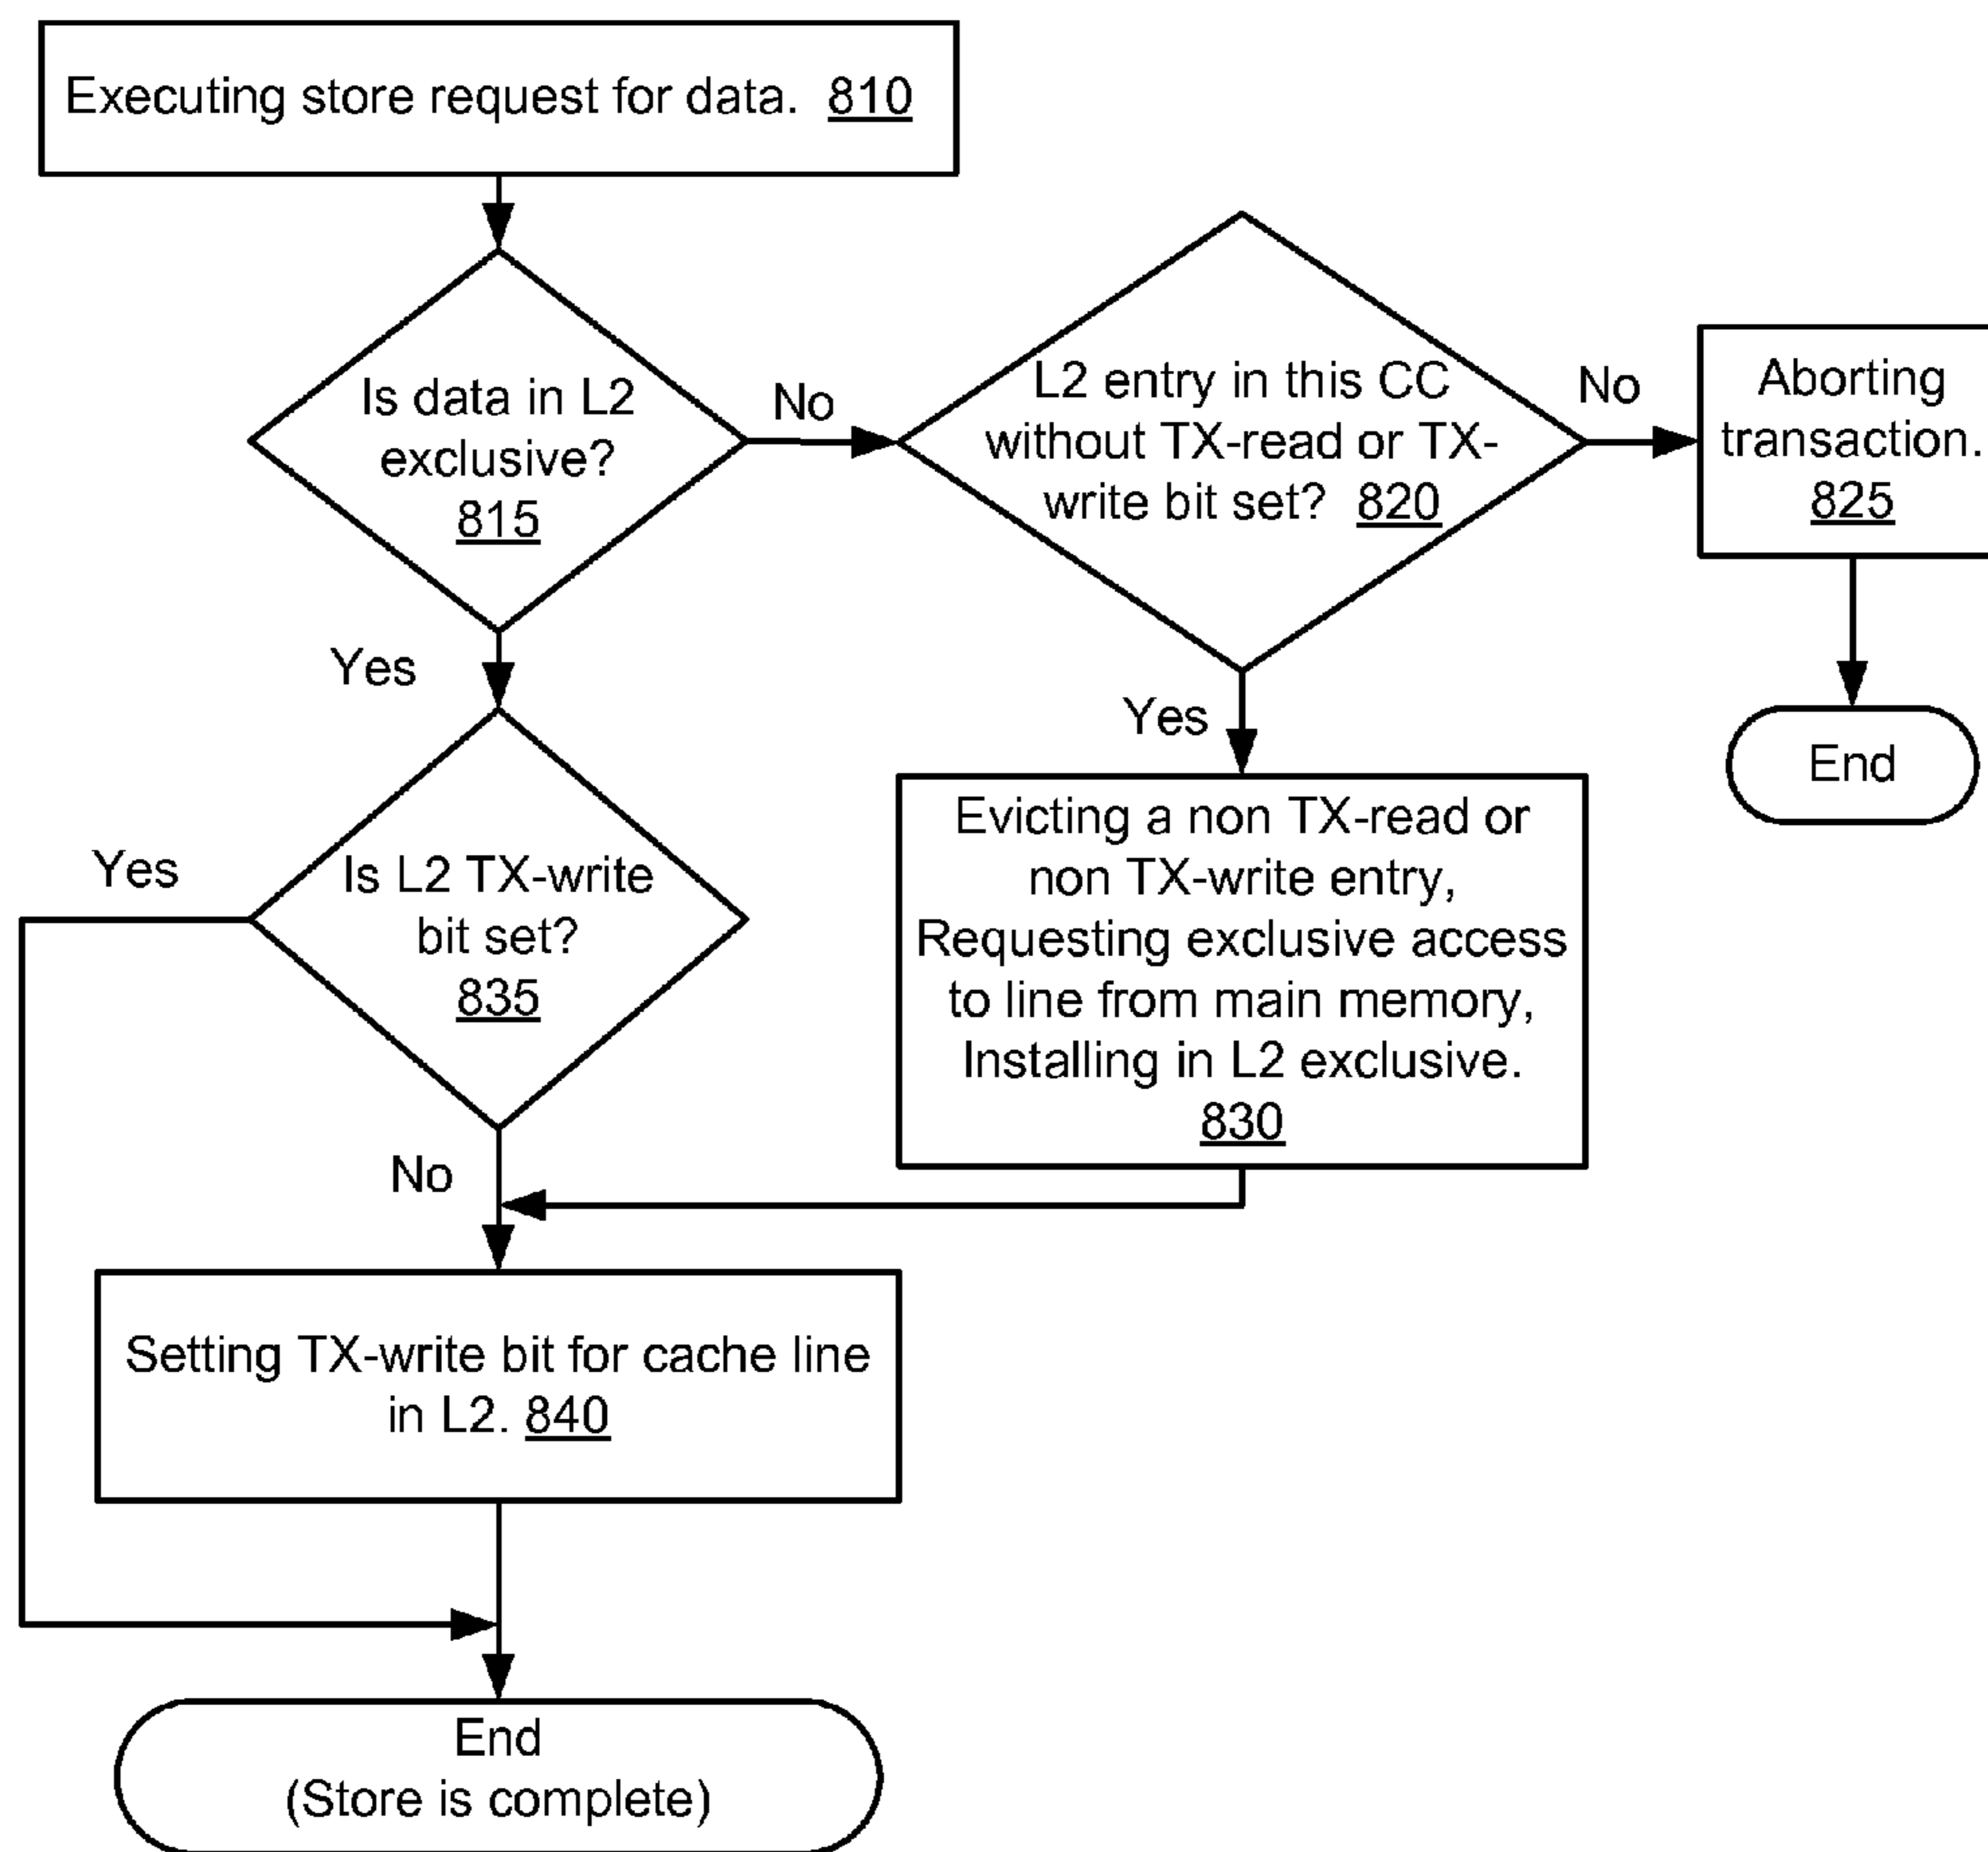 Executing store request for data. 810
Is data in L2
exclusive?
815
No
L2 entry in this CC
without TX-read or TX-
write bit set? 820
No
Aborting
transaction.
825
End
Yes
Yes
Evicting a non TX-read or
non TX-write entry,
Requesting exclusive access
to line from main memory,
Installing in L2 exclusive.
830
Is L2 TX-write
bit set?
835
Yes
No
Setting TX-write bit for cache line
in L2. 840
End
(Store is complete)